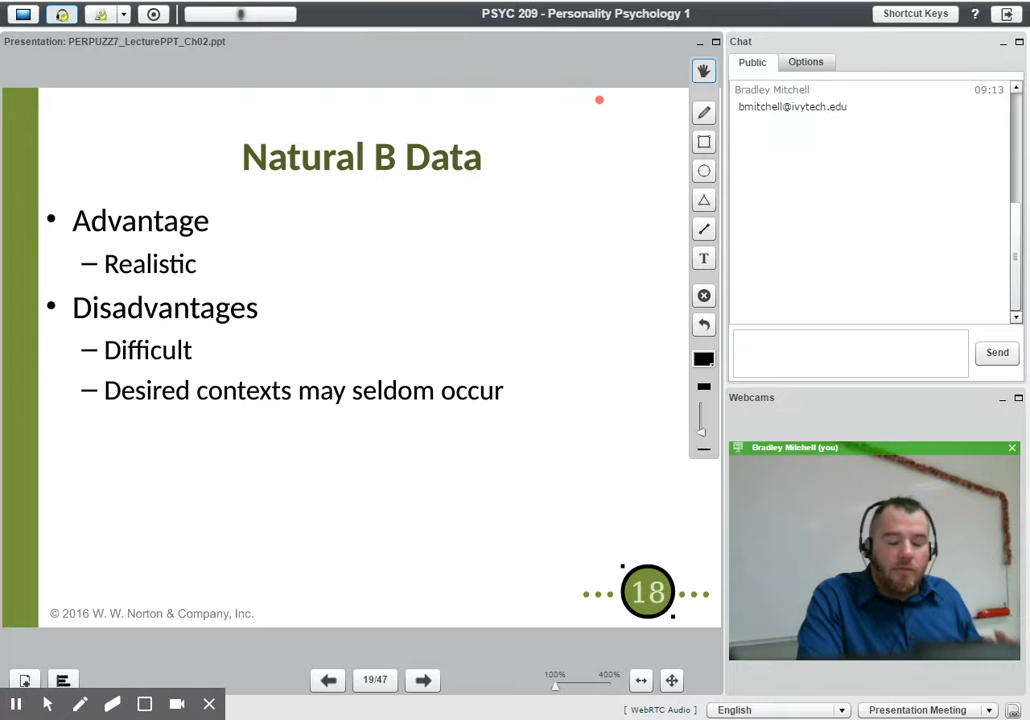 PSYC 209 - Personality Psychology 1
Shortcut Keys
?
Presentation: PERPUZZ7_LecturePPT_Ch02.ppt
Natural B Data
• Advantage
– Realistic
• Disadvantages
– Difficult
– Desired contexts may seldom occur
18
© 2016 W. W. Norton & Company, Inc.
T
19/47
100%
400%
Chat
Public
Options
Bradley Mitchell
09:13
bmitchell@ivytech.edu
Send
Webcams
Bradley Mitchell (you)
[ WebRTC Audio ]
English
Presentation Meeting